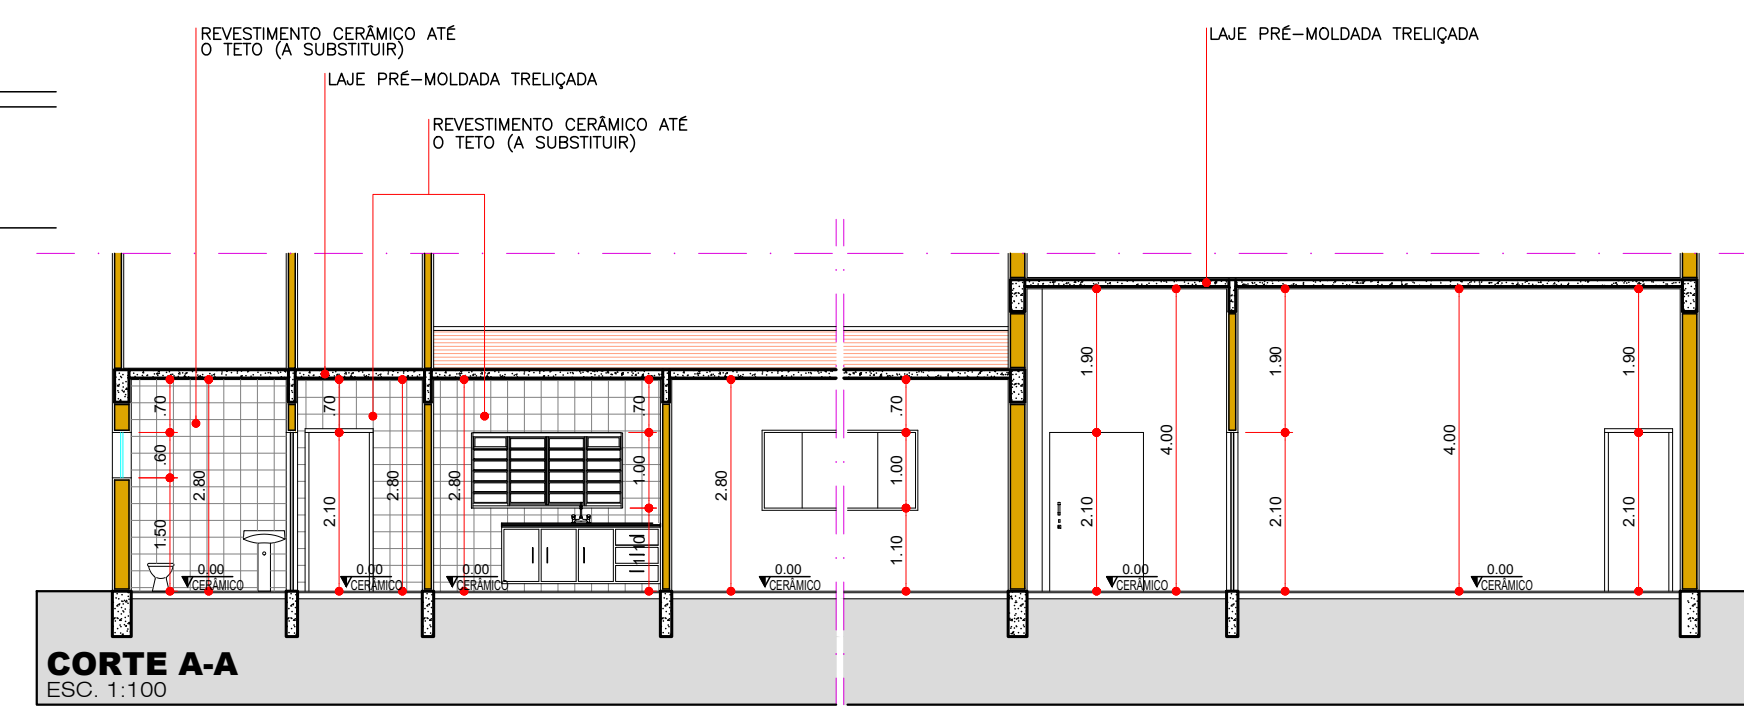 REVESTIMENTO CERÂMICO ATÉ
O TETO (A SUBSTITUIR)
LAJE PRÉ-MOLDADA TRELIÇADA
LAJE PRÉ-MOLDADA TRELIÇADA
REVESTIMENTO CERÂMICO ATÉ
O TETO (A SUBSTITUIR)
.70
.60
1.50
2.80
0.00
CERÂMICO
.70
2.10
2.80
0.00
CERÂMICO
2.80
0.00
CERÂMICO
.70
1.00
1.10
2.80
0.00
CERÂMICO
.70
1.00
1.10
1.90
2.10
4.00
0.00
CERÂMICO
1.90
2.10
4.00
0.00
CERÂMICO
1.90
2.10
CORTE A-A
ESC. 1:100